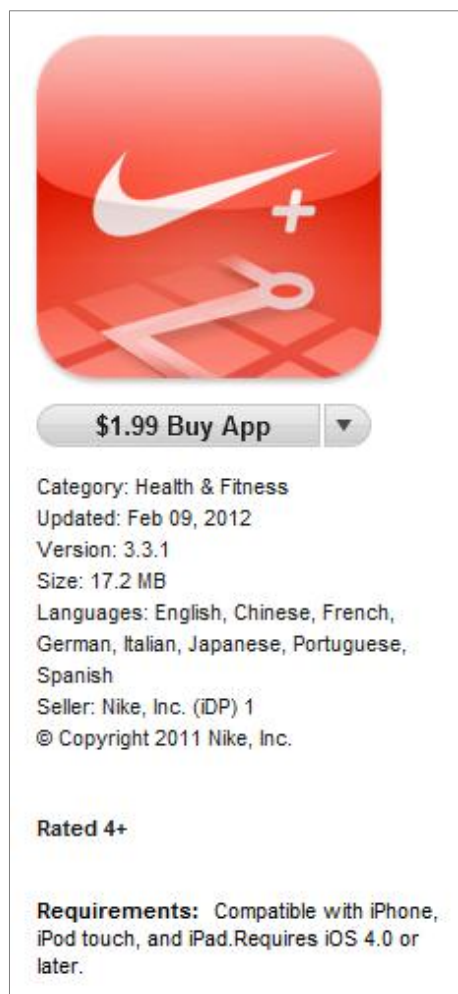 $1.99 Buy App
Category: Health & Fitness
Updated: Feb 09, 2012
Version: 3.3.1
Size: 17.2 MB
Languages: English, Chinese, French,
German, Italian, Japanese, Portuguese,
Spanish
Seller: Nike, Inc. (iDP) 1
© Copyright 2011 Nike, Inc.
Rated 4+
Requirements: Compatible with iPhone,
iPod touch, and iPad.Requires iOS 4.0 or
later.